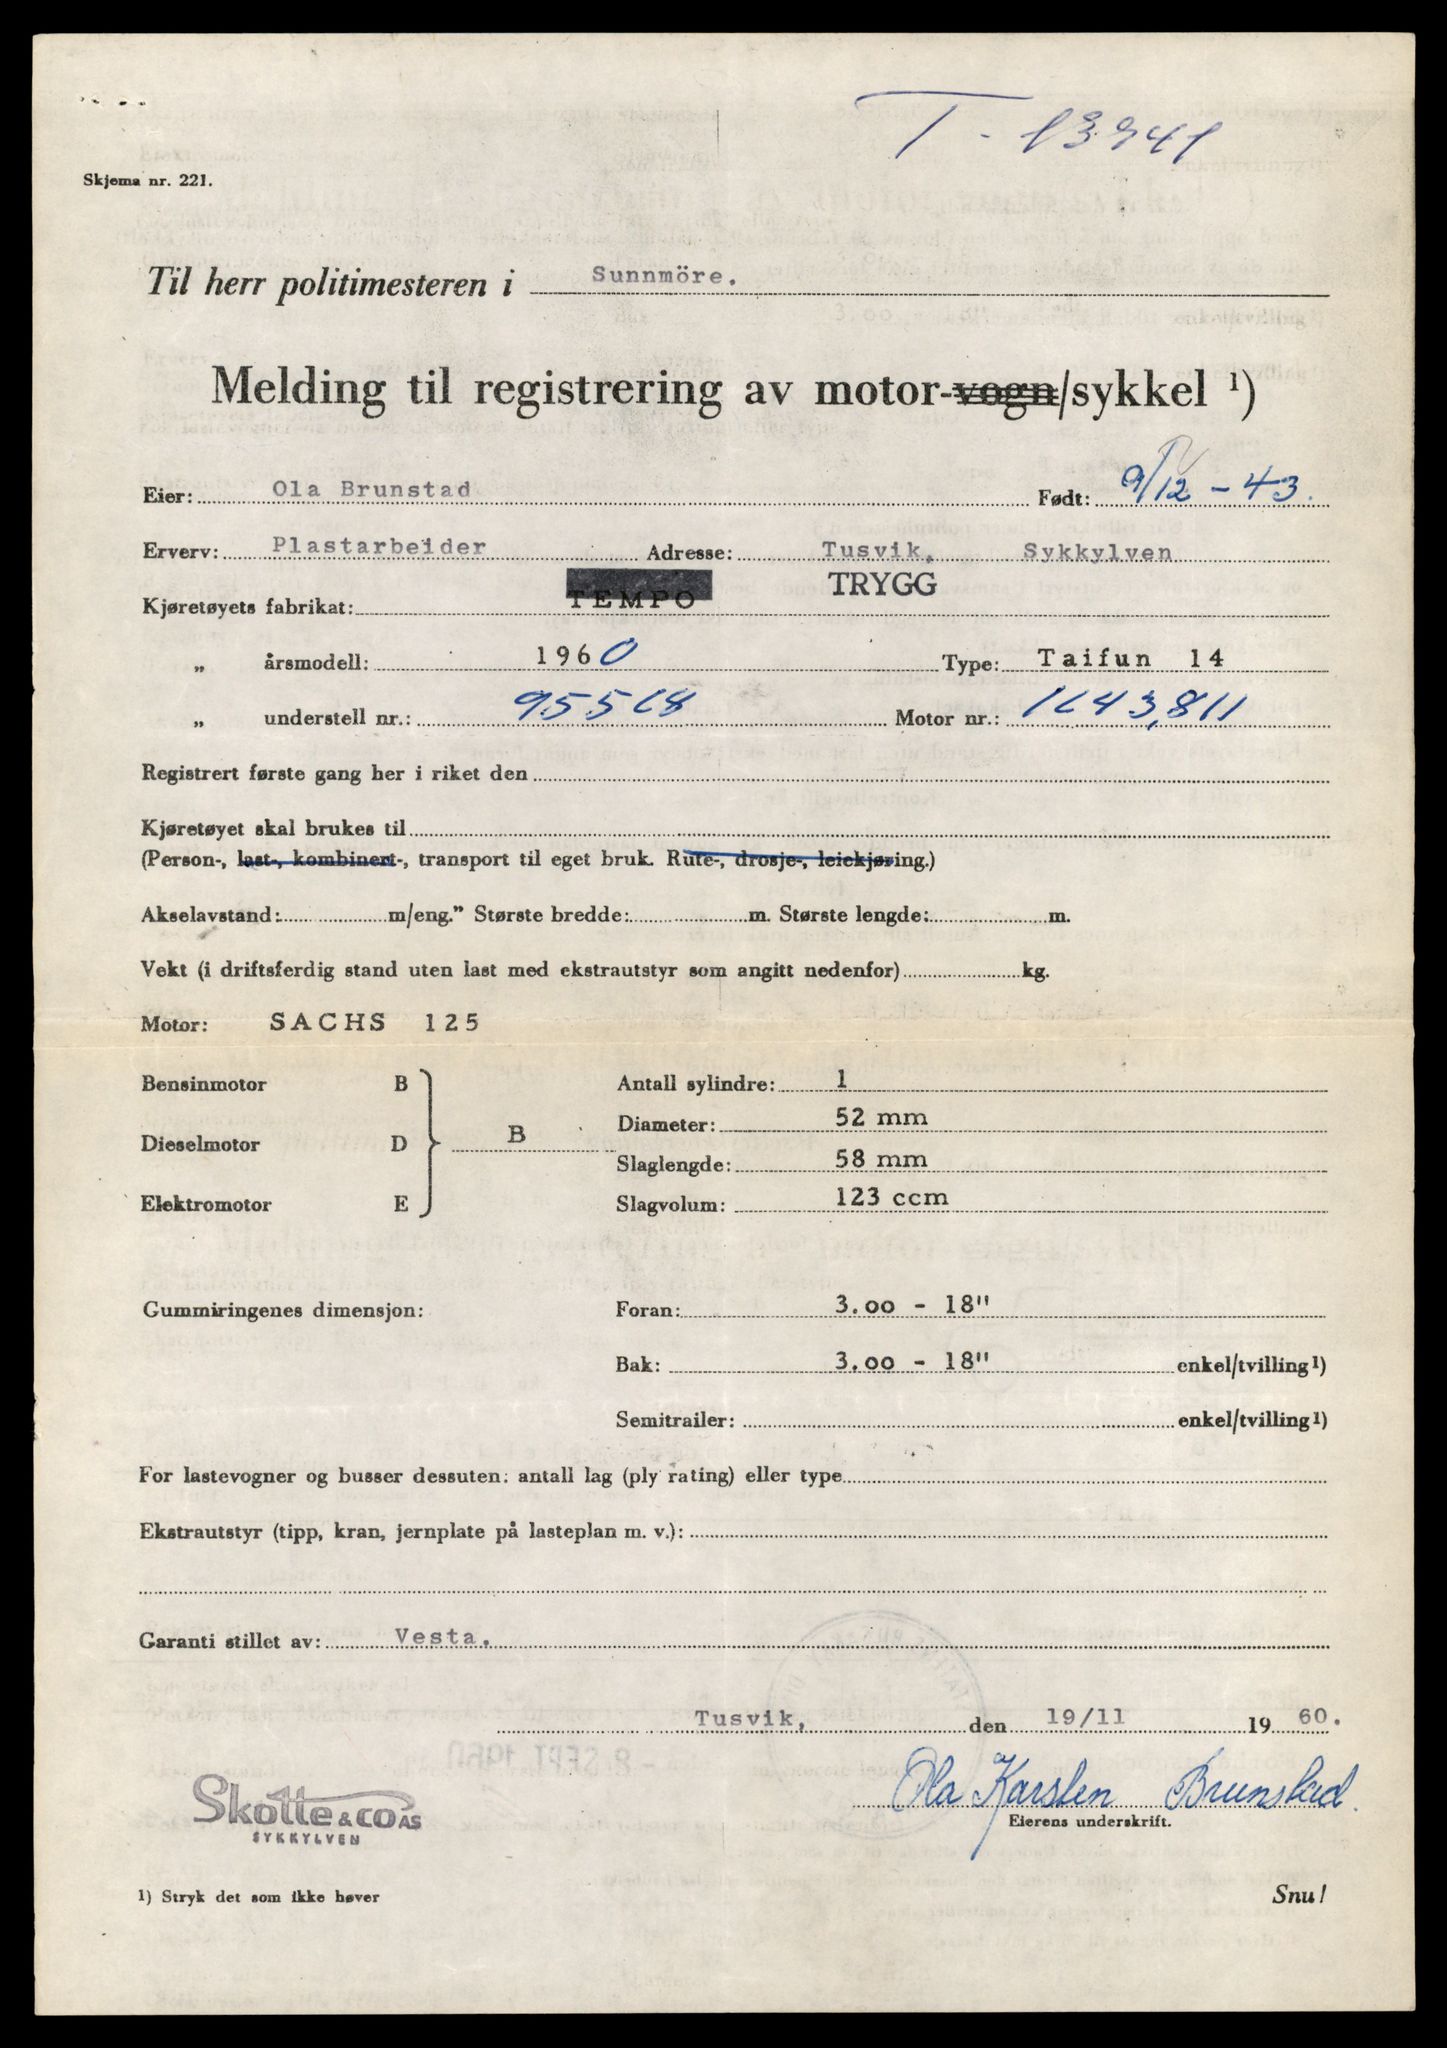 T - 13941
Skjema nr. 221.
Til herr politimesteren i Sunnmöre.
Melding til registrering av motor-vogn/sykkel ¹)
Eier: Ola Brunstad Født: 9/12 - 43.
Erverv: Plastarbeider Adresse: Tusvik, Sykkylven
Kjøretøyets fabrikat: TEMPO TRYGG
„ årsmodell: 1960 Type: Taifun 14
„ understell nr.: 955518 Motor nr.: 1143,811
Registrert første gang her i riket den
Kjøretøyet skal brukes til
(Person-, last-, kombinert-, transport til eget bruk. Rute-, drosje-, leiekjøring.)
Akselavstand: m/eng.” Største bredde: m. Største lengde: m.
Vekt (i driftsferdig stand uten last med ekstrautstyr som angitt nedenfor) kg.
Motor: SACHS 125
Bensinmotor B Antall sylindre: 1
Diameter: 52 mm
Dieselmotor D B
Slaglengde: 58 mm
Elektromotor E Slagvolum: 123 ccm
Gummiringenes dimensjon: Foran: 3.00 - 18"
Bak: 3.00 - 18" enkel/tvilling¹)
Semitrailer: enkel/tvilling¹)
For lastevogner og busser dessuten: antall lag (ply rating) eller type
Ekstrautstyr (tipp, kran, jernplate på lasteplan m. v.):
Garanti stillet av: Vesta.
Tusvik, den 19/11 19 60.
Ola Karsten Brunstad.
Eierens underskrift.
Skotte & CO AS
SYKKYLVEN
¹) Stryk det som ikke høver Snu!